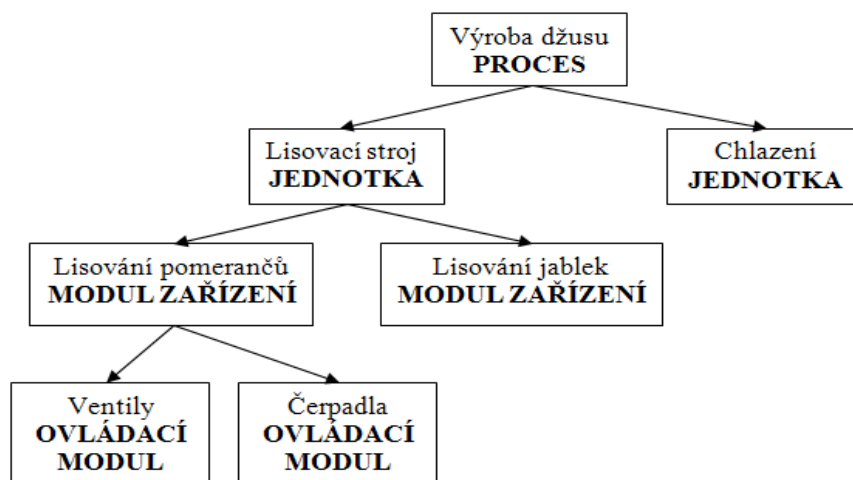 Výroba džusu
PROCES
Lisovací stroj
JEDNOTKA
Chlazení
JEDNOTKA
Lisování pomerančů
MODUL ZAŘÍZENÍ
Lisování jablek
MODUL ZAŘÍZENÍ
Ventily
OVLÁDACÍ
MODUL
Čerpadla
OVLÁDACÍ
MODUL